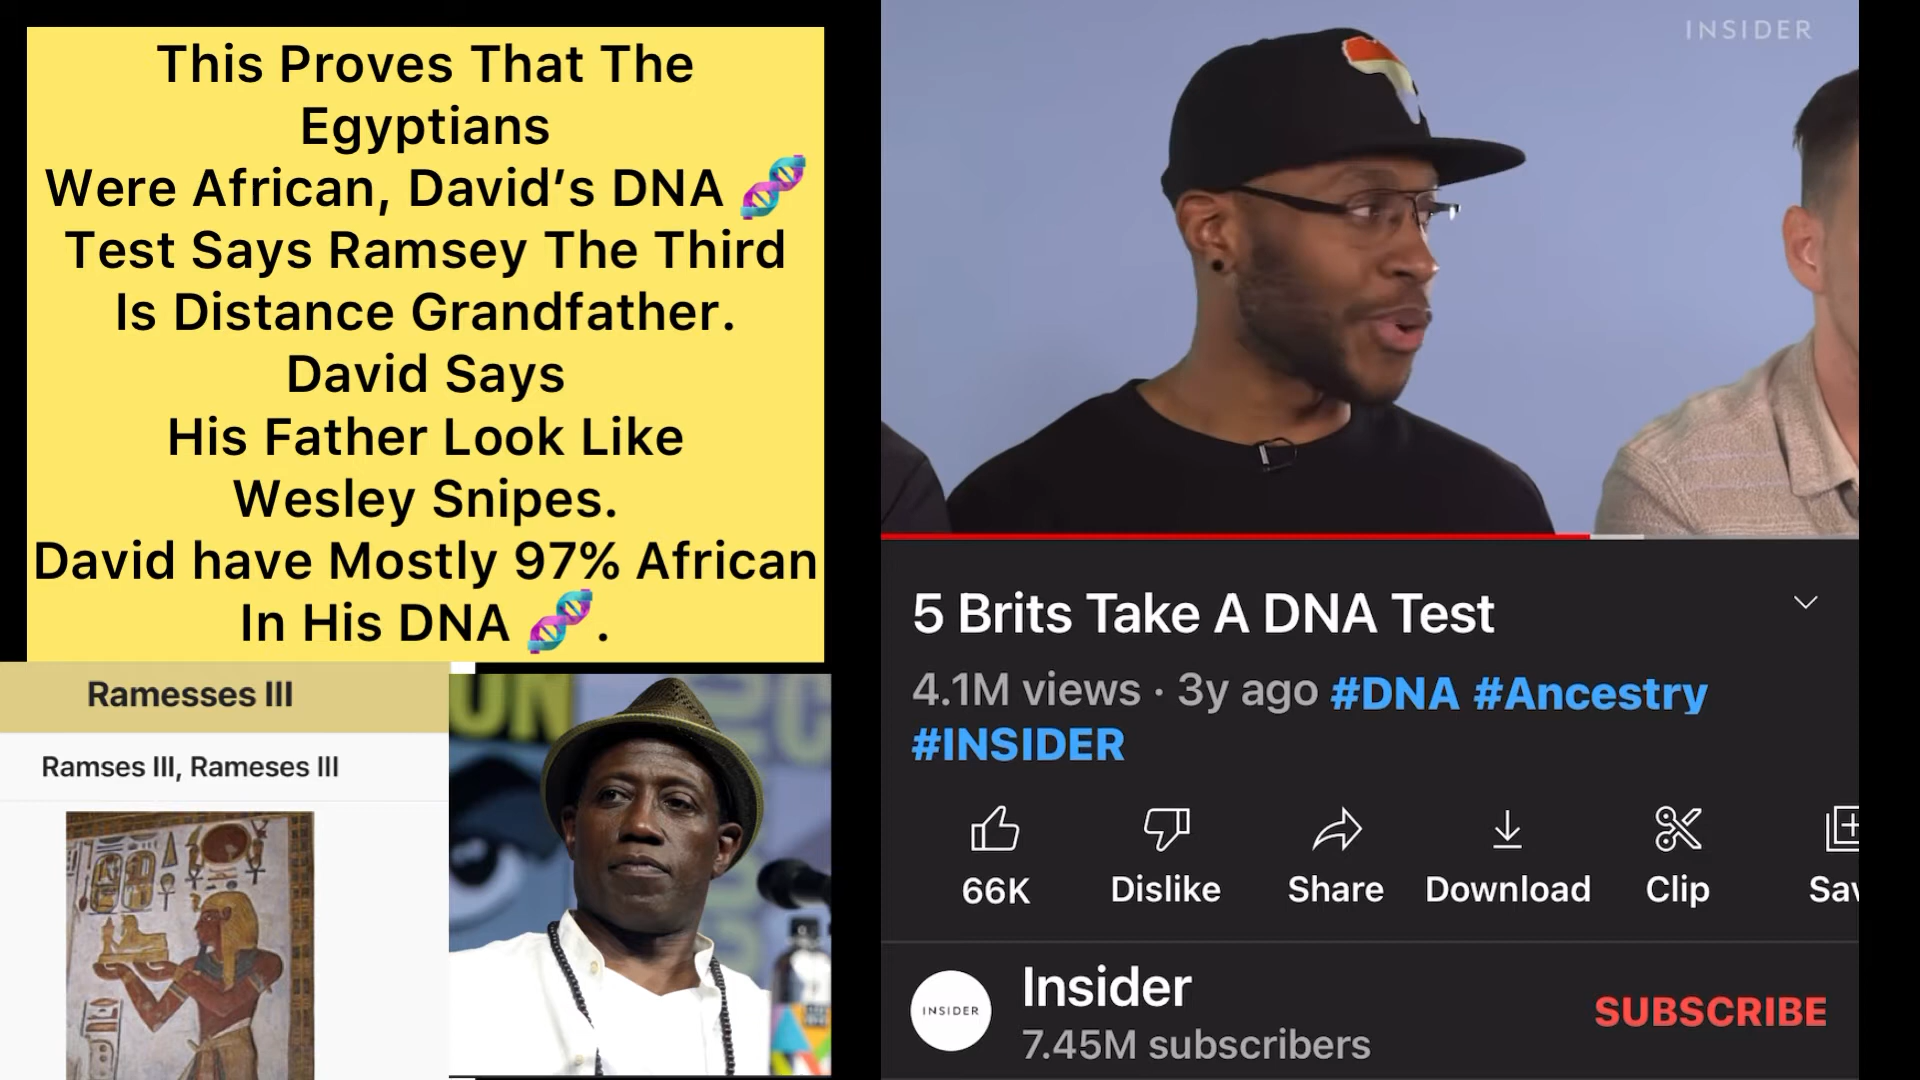 This Proves That The
Egyptians
Were African, David’s DNA 🧬
Test Says Ramsey The Third
Is Distance Grandfather.
David Says
His Father Look Like
Wesley Snipes.
David have Mostly 97% African
In His DNA 🧬.
Ramesses III
Ramses III, Rameses III
INSIDER
5 Brits Take A DNA Test
4.1M views · 3y ago #DNA #Ancestry
#INSIDER
66K
Dislike
Share
Download
Clip
Sav
INSIDER
Insider
7.45M subscribers
SUBSCRIBE